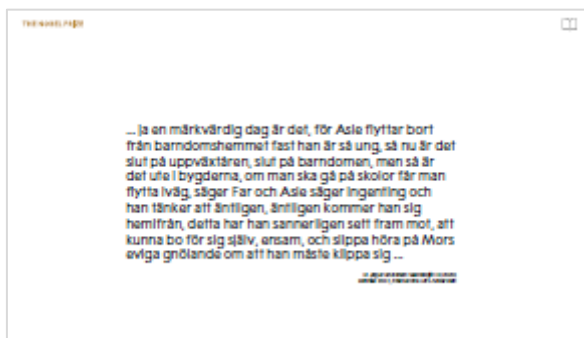 THE NOBEL PRIZE
... ja en märkvärdig dag är det, för Asle flyttar bort
från barndomshemmet fast han är så ung, så nu är det
slut på uppväxtåren, slut på barndomen, men så är
det ute i bygderna, om man ska gå på skolor får man
flytta iväg, säger Far och Asle säger ingenting och
han tänker att äntligen, äntligen kommer han sig
hemifrån, detta har han sannerligen sett fram mot, att
kunna bo för sig själv, ensam, och slippa höra på Mors
eviga gnölande om att han måste klippa sig ...